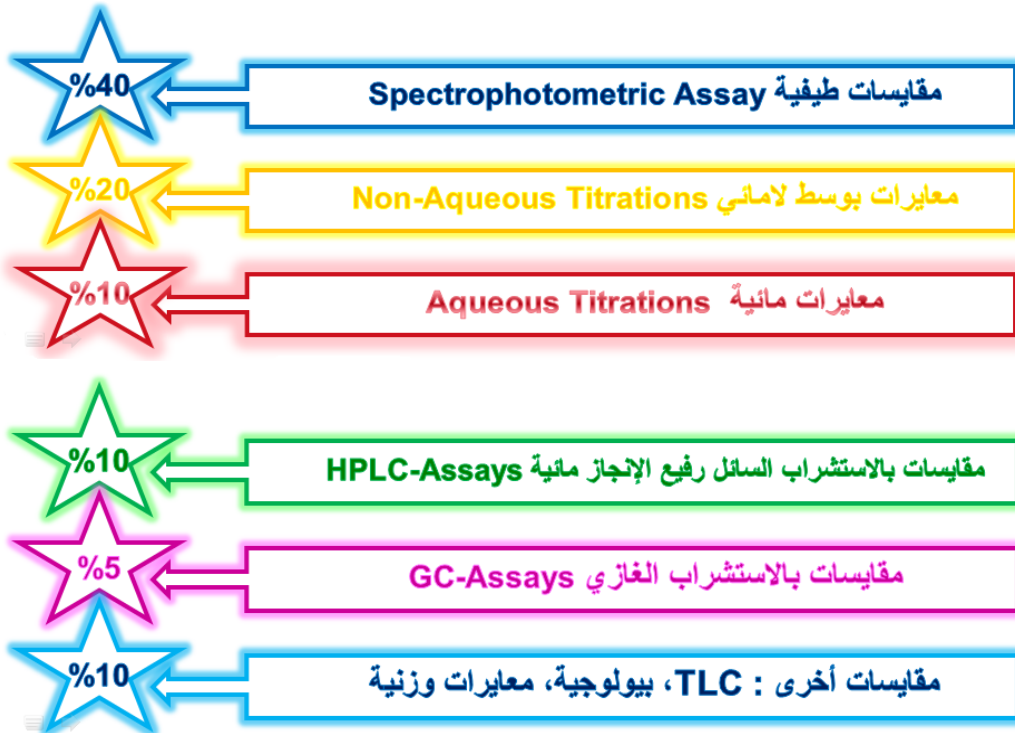 %40
مقايسات طيفية Spectrophotometric Assay
%20
معايرات بوسط لامائي Non-Aqueous Titrations
%10
معايرات مائية Aqueous Titrations
%10
مقايسات بالاستشراب السائل رفيع الإنجاز مائية HPLC-Assays
%5
مقايسات بالاستشراب الغازي GC-Assays
%10
مقايسات أخرى : TLC، بيولوجية، معايرات وزنية